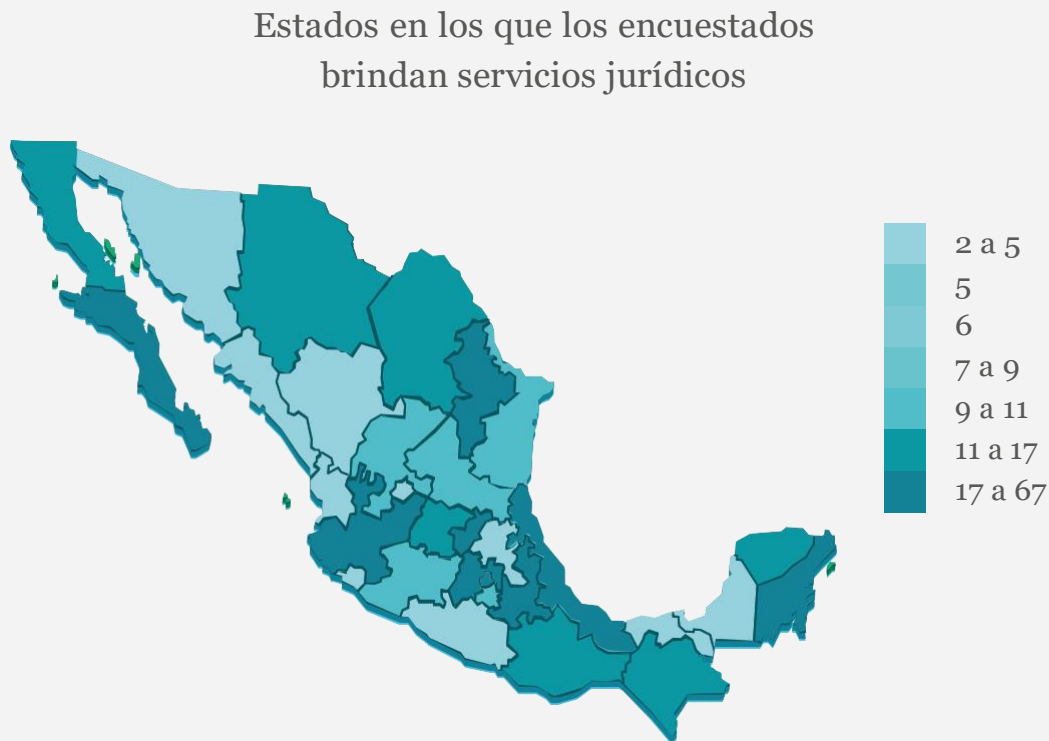 Estados en los que los encuestados
brindan servicios jurídicos
2 a 5
5
6
7 a 9
9 a 11
11 a 17
17 a 67